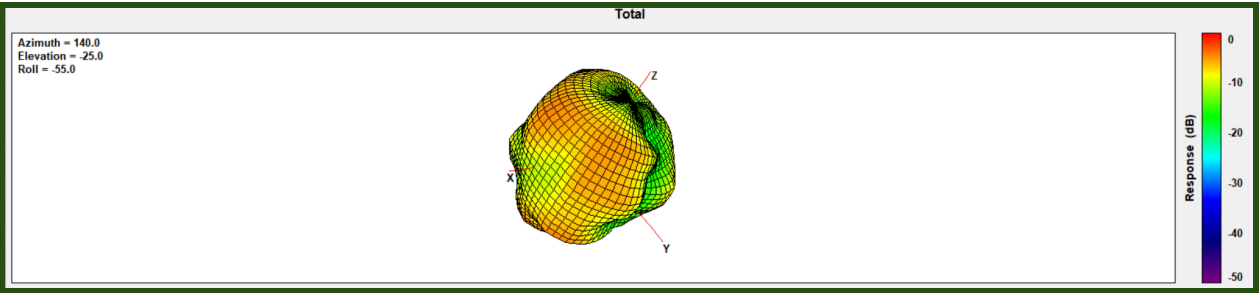 Total
Azimuth = 140.0
Elevation = -25.0
Roll = -55.0
Z
X
Y
Response (dB)
0
-10
-20
-30
-40
-50